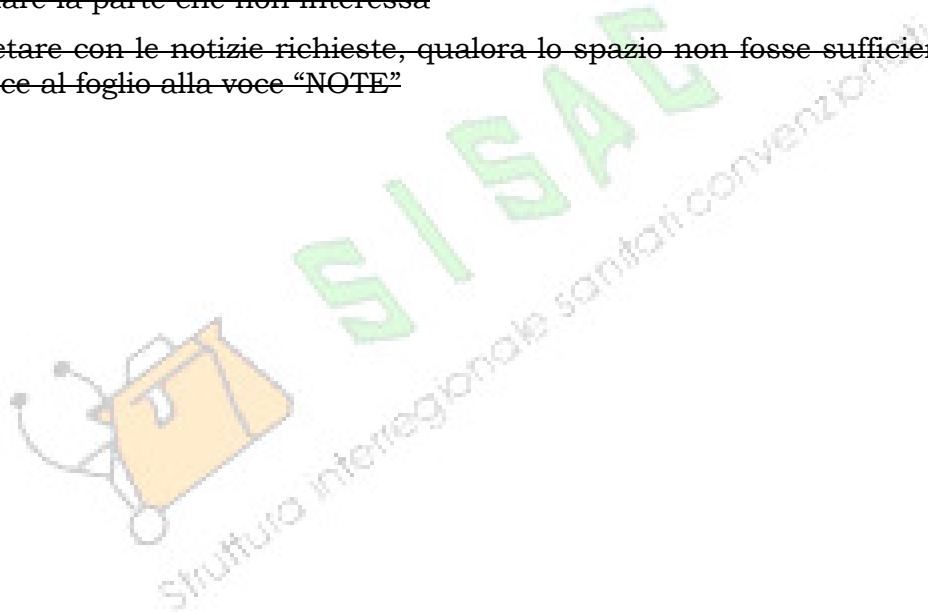 are la parte che non interessa
etare con le notizie richieste, qualora lo spazio non fosse sufficien
ce al foglio alla voce “NOTE”
SISAC
Struttura interregionale sanitari convenzionati